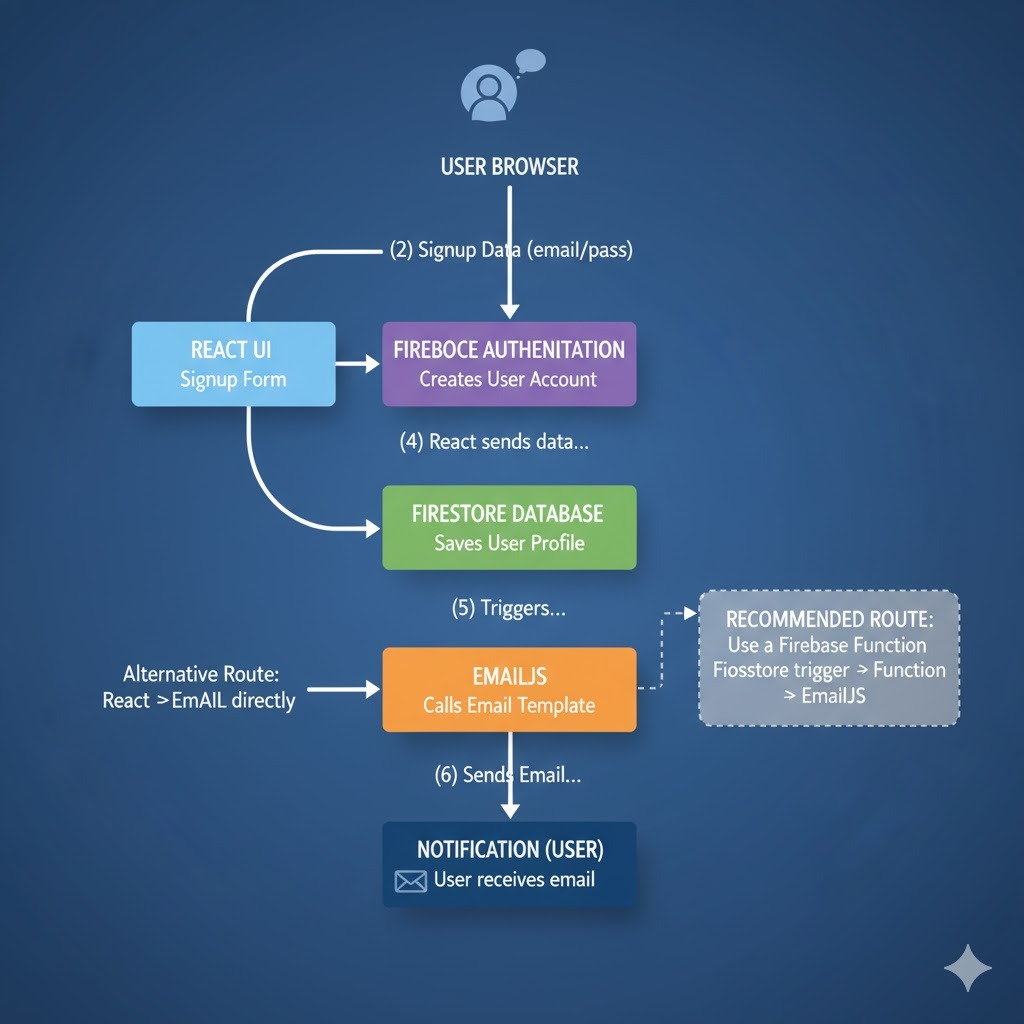 USER BROWSER
(2) Signup Data (email/pass)
REACT UI
Signup Form
FIREBOCE AUTHENITATION
Creates User Account
(4) React sends data...
FIRESTORE DATABASE
Saves User Profile
(5) Triggers...
RECOMMENDED ROUTE:
Use a Firebase Function
Fiosstore trigger -> Function
> EmailJS
Alternative Route:
React >EmAIL directly
EMAILJS
Calls Email Template
(6) Sends Email...
NOTIFICATION (USER)
User receives email